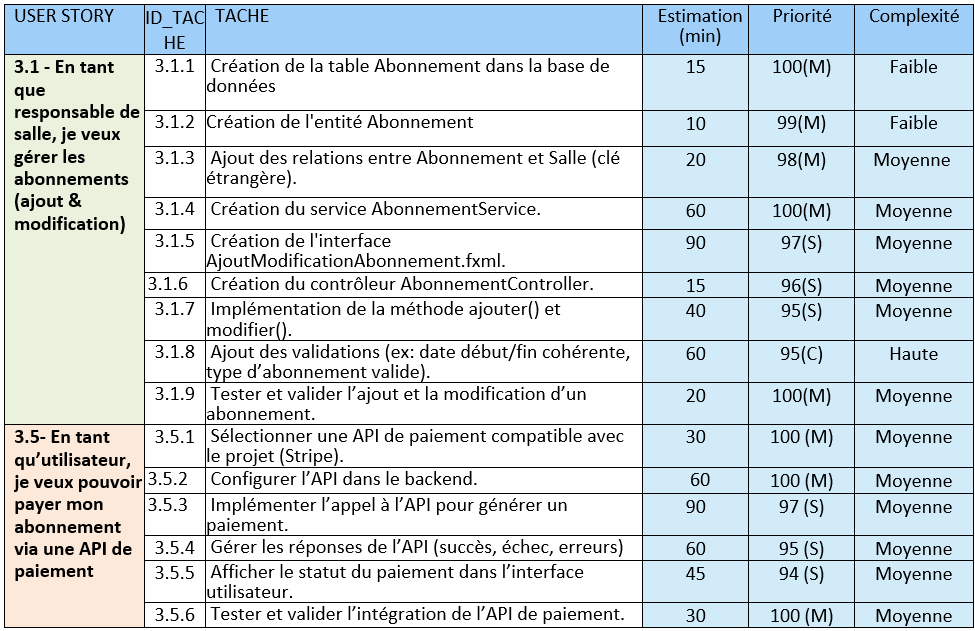 USER STORY
ID_TAC
HE
TACHE
Estimation
(min)
Priorité
Complexité
3.1 - En tant
que
responsable de
salle, je veux
gérer les
abonnements
(ajout &
modification)
3.1.1
Création de la table Abonnement dans la base de
données
15
100(M)
Faible
3.1.2
Création de l'entité Abonnement
10
99(M)
Faible
3.1.3
Ajout des relations entre Abonnement et Salle (clé
étrangère).
20
98(M)
Moyenne
3.1.4
Création du service AbonnementService.
60
100(M)
Moyenne
3.1.5
Création de l'interface
AjoutModificationAbonnement.fxml.
90
97(S)
Moyenne
3.1.6
Création du contrôleur AbonnementController.
15
96(S)
Moyenne
3.1.7
Implémentation de la méthode ajouter() et
modifier().
40
95(S)
Moyenne
3.1.8
Ajout des validations (ex: date début/fin cohérente,
type d’abonnement valide).
60
95(C)
Haute
3.1.9
Tester et valider l’ajout et la modification d’un
abonnement.
20
100(M)
Moyenne
3.5- En tant
qu’utilisateur,
je veux pouvoir
payer mon
abonnement
via une API de
paiement
3.5.1
Sélectionner une API de paiement compatible avec
le projet (Stripe).
30
100 (M)
Moyenne
3.5.2
Configurer l’API dans le backend.
60
100 (M)
Moyenne
3.5.3
Implémenter l’appel à l’API pour générer un
paiement.
90
97 (S)
Moyenne
3.5.4
Gérer les réponses de l’API (succès, échec, erreurs)
60
95 (S)
Moyenne
3.5.5
Afficher le statut du paiement dans l’interface
utilisateur.
45
94 (S)
Moyenne
3.5.6
Tester et valider l’intégration de l’API de paiement.
30
100 (M)
Moyenne